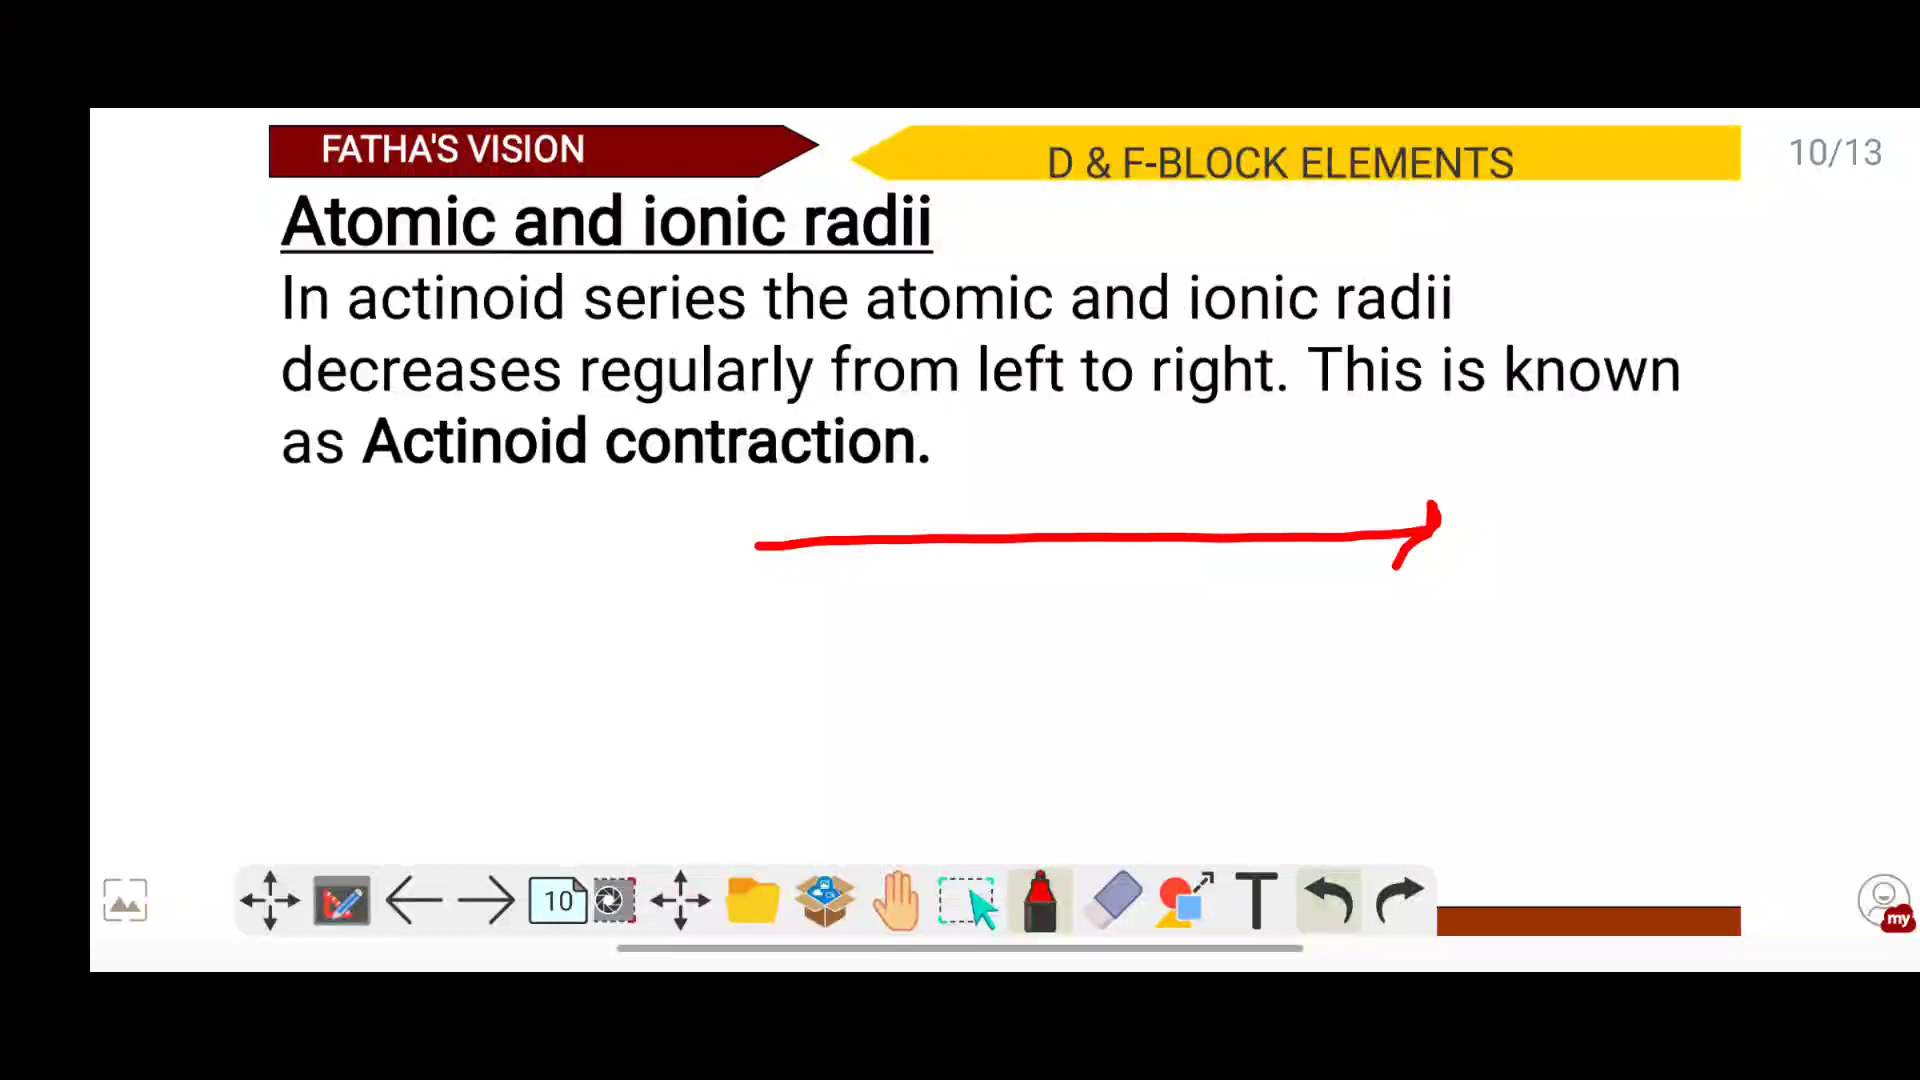 FATHA'S VISION
D & F-BLOCK ELEMENTS
10/13
Atomic and ionic radii
In actinoid series the atomic and ionic radii
decreases regularly from left to right. This is known
as Actinoid contraction.
10
T
my